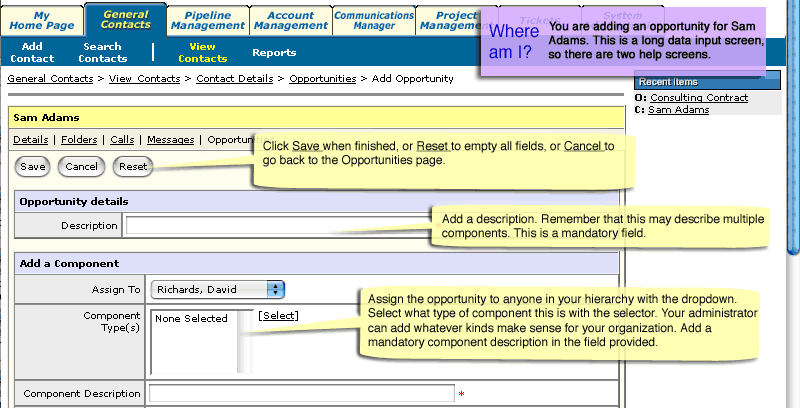 My Home Page
General Contacts
Pipeline Management
Account Management
Communications Manager
Project Management
Tickets
System
Add Contact
Search Contacts
View Contacts
Reports
Where am I?
You are adding an opportunity for Sam
Adams. This is a long data input screen,
so there are two help screens.
General Contacts > View Contacts > Contact Details > Opportunities > Add Opportunity
Recent Items
O: Consulting Contract
C: Sam Adams
Sam Adams
Details | Folders | Calls | Messages | Opportunities
Save Cancel Reset
Click Save when finished, or Reset to empty all fields, or Cancel to
go back to the Opportunities page.
Opportunity details
Description
Add a description. Remember that this may describe multiple
components. This is a mandatory field.
Add a Component
Assign To Richards, David
Component Type(s)
None Selected
[Select]
Assign the opportunity to anyone in your hierarchy with the dropdown.
Select what type of component this is with the selector. Your administrator
can add whatever kinds make sense for your organization. Add a
mandatory component description in the field provided.
Component Description *